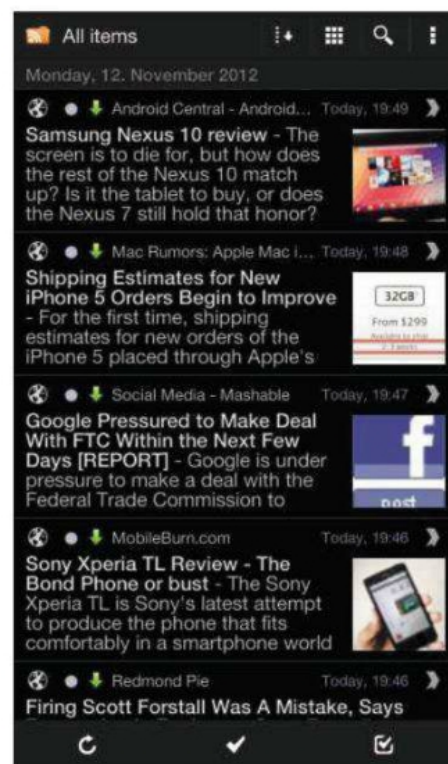 All items
Monday, 12. November 2012
Android Central - Android... Today, 19:49
Samsung Nexus 10 review - The
screen is to die for, but how does
the rest of the Nexus 10 match
up? Is it the tablet to buy, or does
the Nexus 7 still hold that honor?
Mac Rumors: Apple Mac i... Today, 19:48
Shipping Estimates for New
iPhone 5 Orders Begin to Improve
- For the first time, shipping
estimates for new orders of the
iPhone 5 placed through Apple's
32GB
From $299
Available to ship
2-3 weeks
Social Media - Mashable Today, 19:47
Google Pressured to Make Deal
With FTC Within the Next Few
Days [REPORT] - Google is under
pressure to make a deal with the
Federal Trade Commission to
f
post
MobileBurn.com Today, 19:46
Sony Xperia TL Review - The
Bond Phone or bust - The Sony
Xperia TL is Sony's latest attempt
to produce the phone that fits
comfortably in a smartphone world
Redmond Pie Today, 19:46
Firing Scott Forstall Was A Mistake, Says